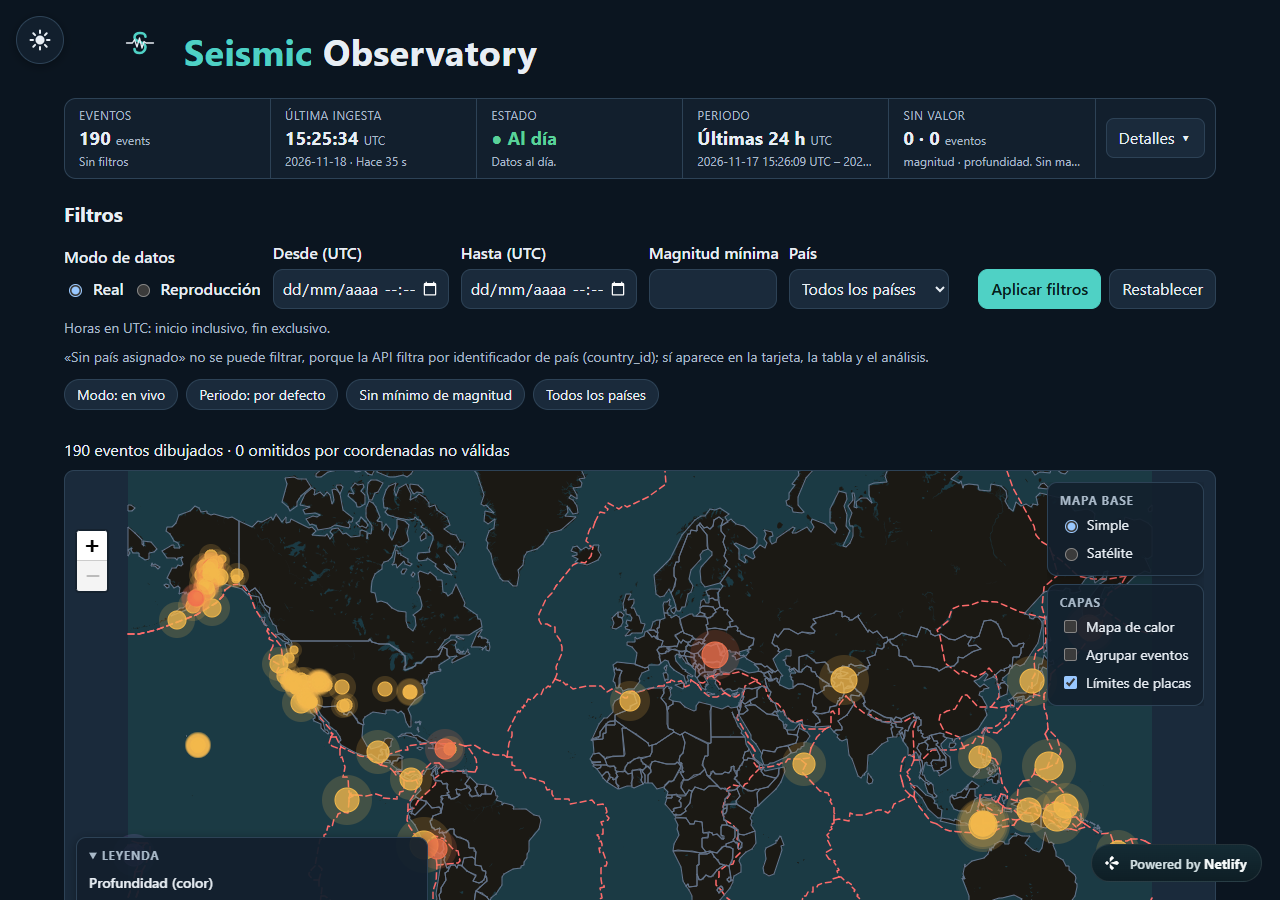 Seismic Observatory
EVENTOS
190 events
Sin filtros
ÚLTIMA INGESTA
15:25:34 UTC
2026-11-18 · Hace 35 s
ESTADO
● Al día
Datos al día.
PERIODO
Últimas 24 h UTC
2026-11-17 15:26:09 UTC – 202...
SIN VALOR
0 · 0 eventos
magnitud · profundidad. Sin ma...
Detalles ▼
Filtros
Modo de datos
Real Reproducción
Desde (UTC)
dd/mm/aaaa --:--
Hasta (UTC)
dd/mm/aaaa --:--
Magnitud mínima
País
Todos los países
Aplicar filtros
Restablecer
Horas en UTC: inicio inclusivo, fin exclusivo.
«Sin país asignado» no se puede filtrar, porque la API filtra por identificador de país (country_id); sí aparece en la tarjeta, la tabla y el análisis.
Modo: en vivo
Periodo: por defecto
Sin mínimo de magnitud
Todos los países
190 eventos dibujados · 0 omitidos por coordenadas no válidas
+
−
MAPA BASE
Simple
Satélite
CAPAS
Mapa de calor
Agrupar eventos
Límites de placas
▼ LEYENDA
Profundidad (color)
Powered by Netlify